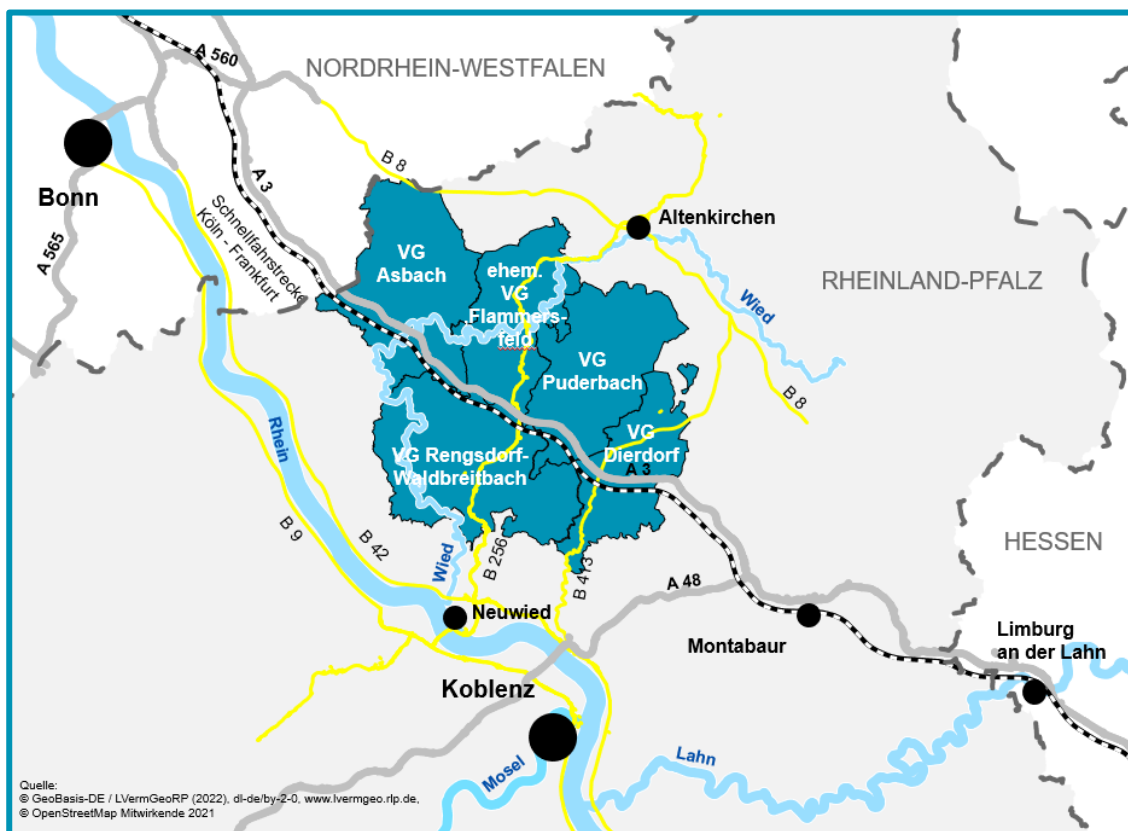 A 560
NORDRHEIN-WESTFALEN
Bonn
A 565
A 3
Schnellfahrstrecke
Köln - Frankfurt
B 8
Altenkirchen
VG
Asbach
ehem.
VG
Flammers-
feld
RHEINLAND-PFALZ
Wied
VG
Puderbach
B 8
Rhein
VG Rengsdorf-
Waldbreitbach
VG
Dierdorf
A 3
B 9
B 42
Wied
B 256
B 413
HESSEN
A 48
Neuwied
Montabaur
Limburg
an der Lahn
Koblenz
Mosel
Lahn
Quelle:
© GeoBasis-DE / LVermGeoRP (2022), dl-de/by-2-0, www.lvermgeo.rlp.de,
© OpenStreetMap Mitwirkende 2021